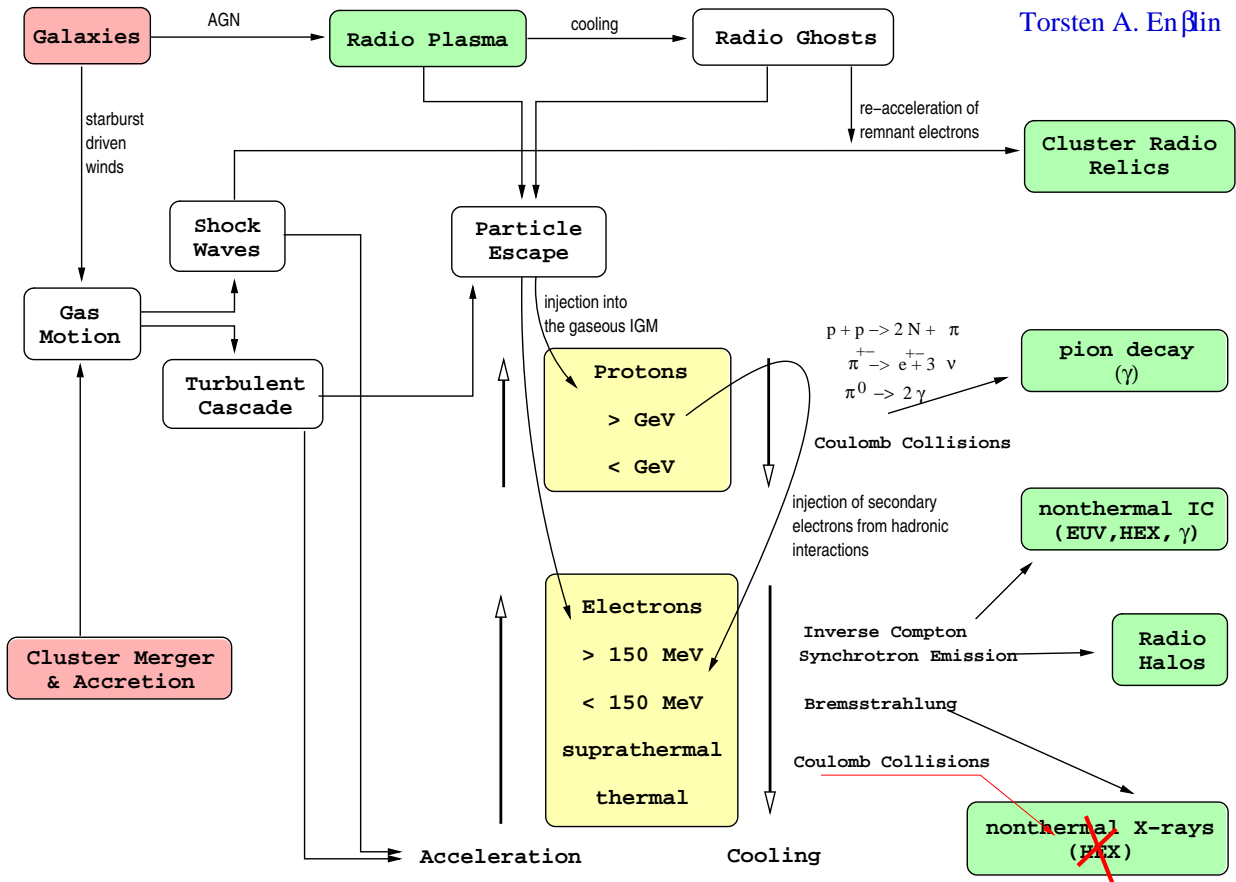 Galaxies
AGN
Radio Plasma
cooling
Radio Ghosts
Torsten A. Enβlin
starburst
driven
winds
re-acceleration of
remnant electrons
Cluster Radio
Relics
Shock
Waves
Particle
Escape
Gas
Motion
injection into
the gaseous IGM
Turbulent
Cascade
Protons
> GeV
< GeV
p + p -> 2 N + π
π+- -> e+- + 3 ν
π0 -> 2 γ
Coulomb Collisions
pion decay
(γ)
injection of secondary
electrons from hadronic
interactions
nonthermal IC
(EUV,HEX, γ)
Electrons
> 150 MeV
< 150 MeV
suprathermal
thermal
Cluster Merger
& Accretion
Inverse Compton
Synchrotron Emission
Radio
Halos
Bremsstrahlung
Coulomb Collisions
nonthermal X-rays
(HEX)
Acceleration
Cooling